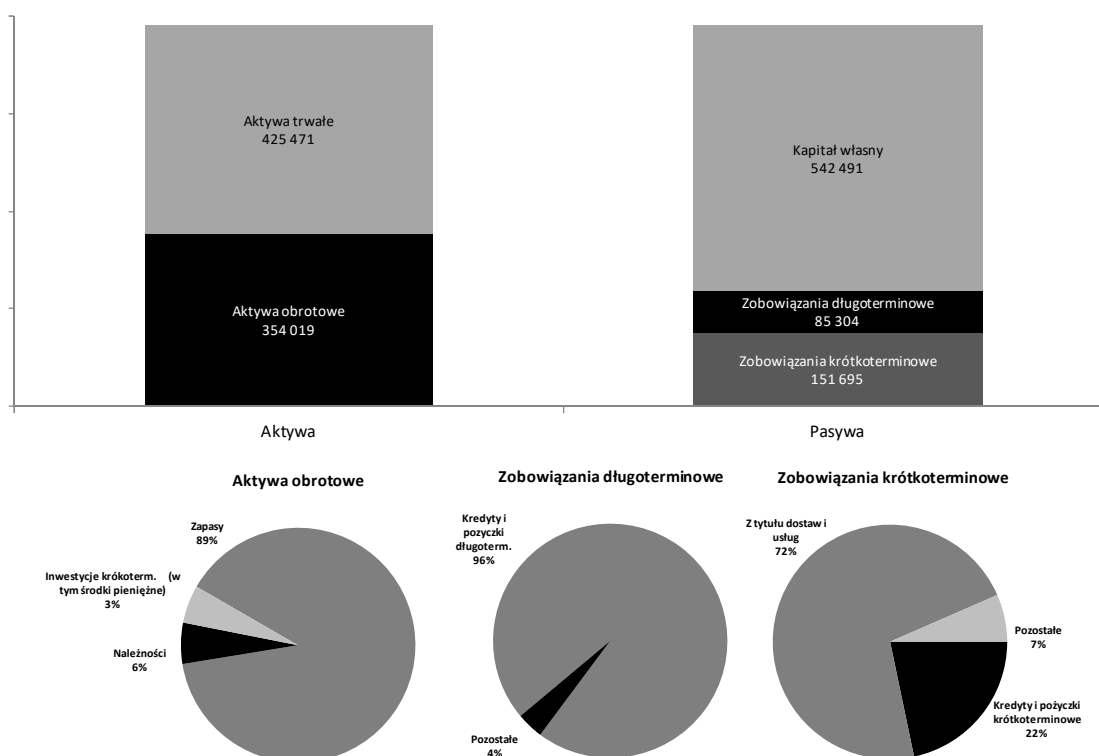 Aktywa trwałe
425 471
Aktywa obrotowe
354 019
Kapitał własny
542 491
Zobowiązania długoterminowe
85 304
Zobowiązania krótkoterminowe
151 695
Aktywa
Pasywa
Aktywa obrotowe
Zapasy
89%
Inwestycje krókoterm. (w
tym środki pieniężne)
3%
Należności
6%
Zobowiązania długoterminowe
Kredyty i
pozyczki
długoterm.
96%
Pozostałe
4%
Zobowiązania krótkoterminowe
Z tytułu dostaw i
usług
72%
Pozostałe
7%
Kredyty i pożyczki
krótkoterminowe
22%